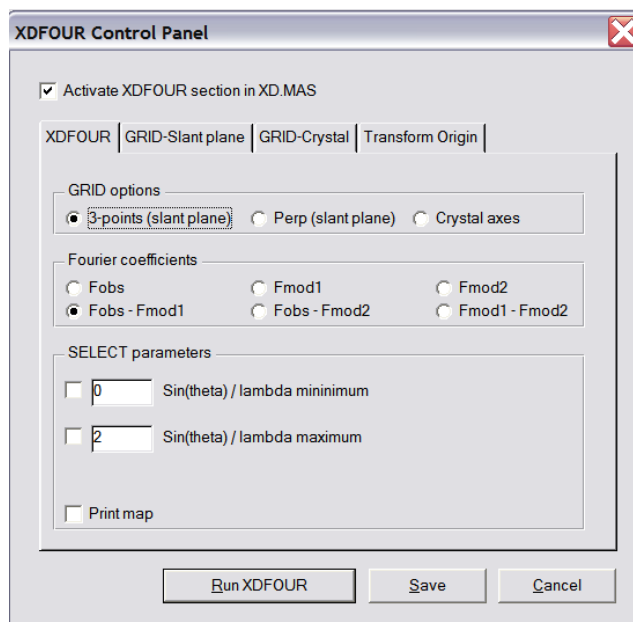 XDFOUR Control Panel
Activate XDFOUR section in XD.MAS
XDFOUR GRID-Slant plane GRID-Crystal Transform Origin
GRID options
3-points (slant plane) Perp (slant plane) Crystal axes
Fourier coefficients
Fobs Fmod1 Fmod2
Fobs - Fmod1 Fobs - Fmod2 Fmod1 - Fmod2
SELECT parameters
0 Sin(theta) / lambda mininimum
2 Sin(theta) / lambda maximum
Print map
Run XDFOUR Save Cancel